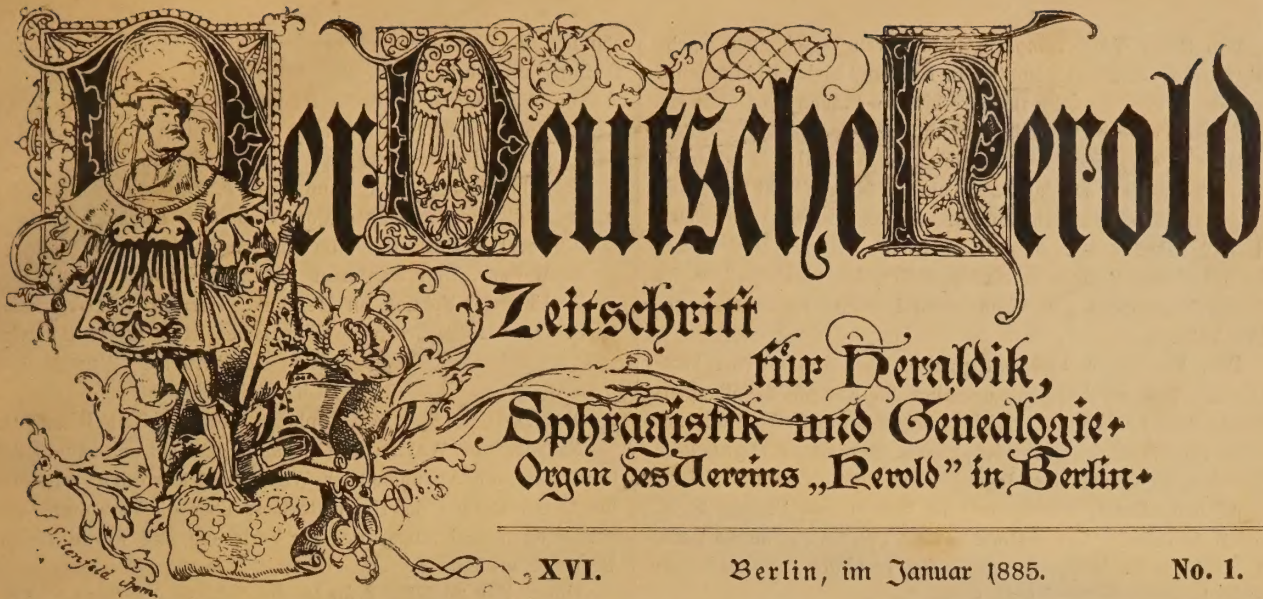 Der Deutsche Herold
Zeitschrift
für Heraldik,
Sphragistik und Genealogie.
Organ des Vereins „Herold” in Berlin.
XVI. Berlin, im Januar 1885. No. 1.